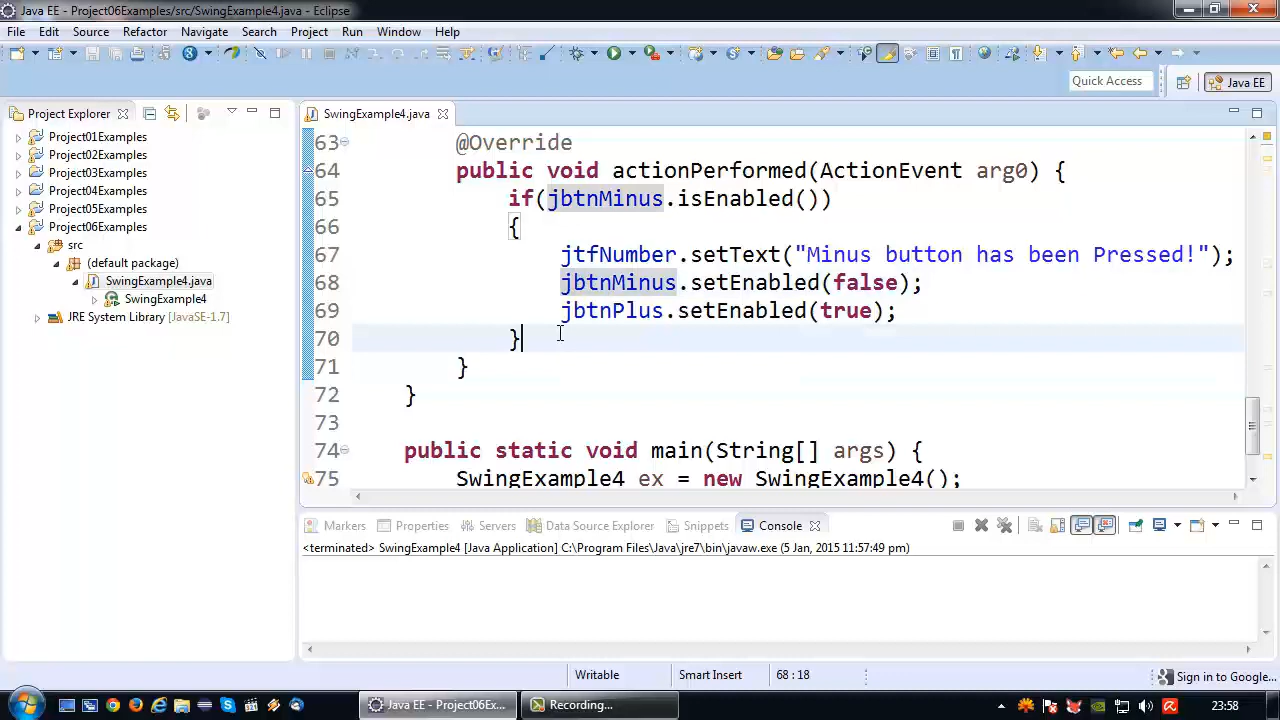 Java EE - Project06Examples/src/SwingExample4.java - Eclipse
File Edit Source Refactor Navigate Search Project Run Window Help
Quick Access
Java EE
Project Explorer
SwingExample4.java
Project01Examples
Project02Examples
Project03Examples
Project04Examples
Project05Examples
Project06Examples
src
(default package)
SwingExample4.java
SwingExample4
JRE System Library [JavaSE-1.7]
63 @Override
64 public void actionPerformed(ActionEvent arg0) {
65 if(jbtnMinus.isEnabled())
66 {
67 jtfNumber.setText("Minus button has been Pressed!");
68 jbtnMinus.setEnabled(false);
69 jbtnPlus.setEnabled(true);
70 }
71 }
72 }
73
74 public static void main(String[] args) {
75 SwingExample4 ex = new SwingExample4();
Markers Properties Servers Data Source Explorer Snippets Console
<terminated> SwingExample4 [Java Application] C:\Program Files\Java\jre7\bin\javaw.exe (5 Jan, 2015 11:57:49 pm)
Writable Smart Insert 68 : 18 Sign in to Google...
Java EE - Project06Ex... Recording... 23:58